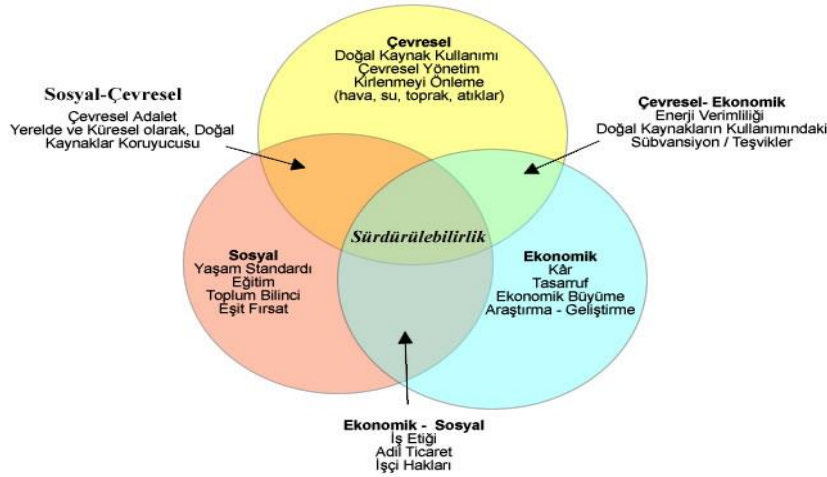 Çevresel
Doğal Kaynak Kullanımı
Çevresel Yönetim
Kirlenmeyi Önleme
(hava, su, toprak, atıklar)
Sosyal-Çevresel
Çevresel Adalet
Yerelde ve Küresel olarak, Doğal
Kaynaklar Koruyucusu
Çevresel- Ekonomik
Enerji Verimliliği
Doğal Kaynakların Kullanımındaki
Sübvansiyon / Teşvikler
Sürdürülebilirlik
Sosyal
Yaşam Standardı
Eğitim
Toplum Bilinci
Eşit Fırsat
Ekonomik
Kâr
Tasarruf
Ekonomik Büyüme
Araştırma - Geliştirme
Ekonomik - Sosyal
İş Etiği
Adil Ticaret
İşçi Hakları